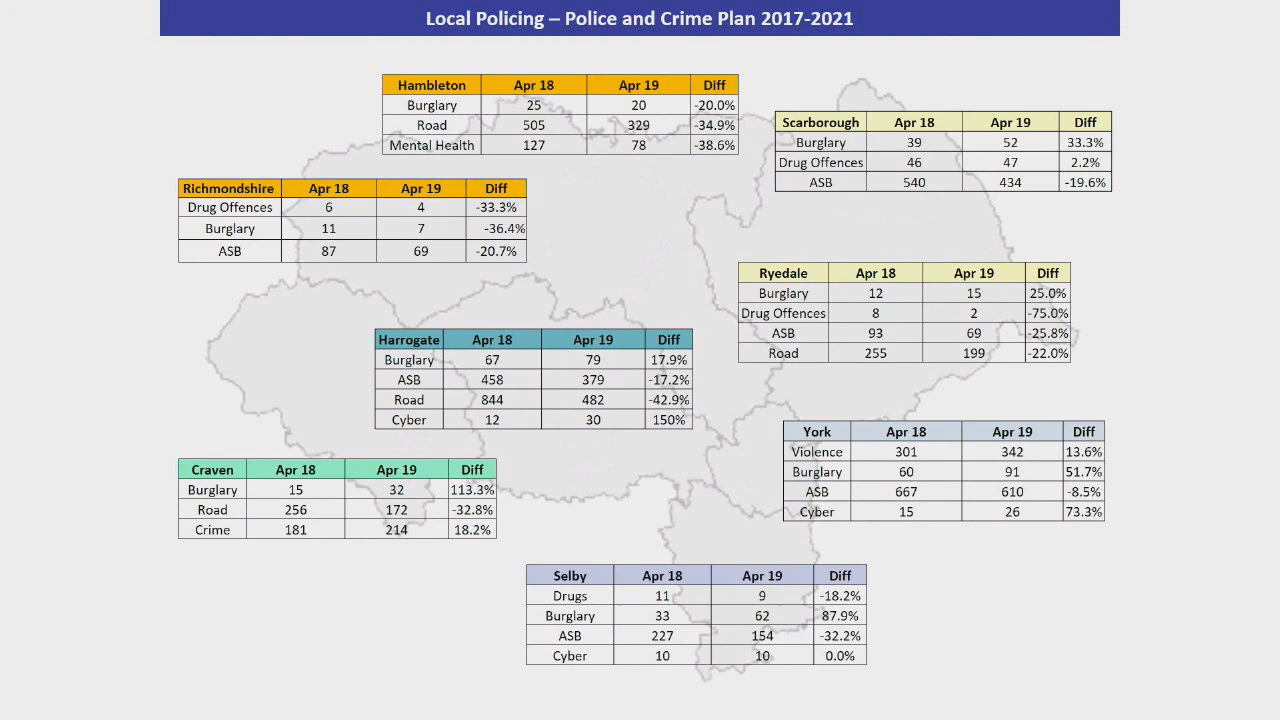 Local Policing – Police and Crime Plan 2017-2021
Hambleton Apr 18 Apr 19 Diff
Burglary 25 20 -20.0%
Road 505 329 -34.9%
Mental Health 127 78 -38.6%
Scarborough Apr 18 Apr 19 Diff
Burglary 39 52 33.3%
Drug Offences 46 47 2.2%
ASB 540 434 -19.6%
Richmondshire Apr 18 Apr 19 Diff
Drug Offences 6 4 -33.3%
Burglary 11 7 -36.4%
ASB 87 69 -20.7%
Ryedale Apr 18 Apr 19 Diff
Burglary 12 15 25.0%
Drug Offences 8 2 -75.0%
ASB 93 69 -25.8%
Road 255 199 -22.0%
Harrogate Apr 18 Apr 19 Diff
Burglary 67 79 17.9%
ASB 458 379 -17.2%
Road 844 482 -42.9%
Cyber 12 30 150%
York Apr 18 Apr 19 Diff
Violence 301 342 13.6%
Burglary 60 91 51.7%
ASB 667 610 -8.5%
Cyber 15 26 73.3%
Craven Apr 18 Apr 19 Diff
Burglary 15 32 113.3%
Road 256 172 -32.8%
Crime 181 214 18.2%
Selby Apr 18 Apr 19 Diff
Drugs 11 9 -18.2%
Burglary 33 62 87.9%
ASB 227 154 -32.2%
Cyber 10 10 0.0%